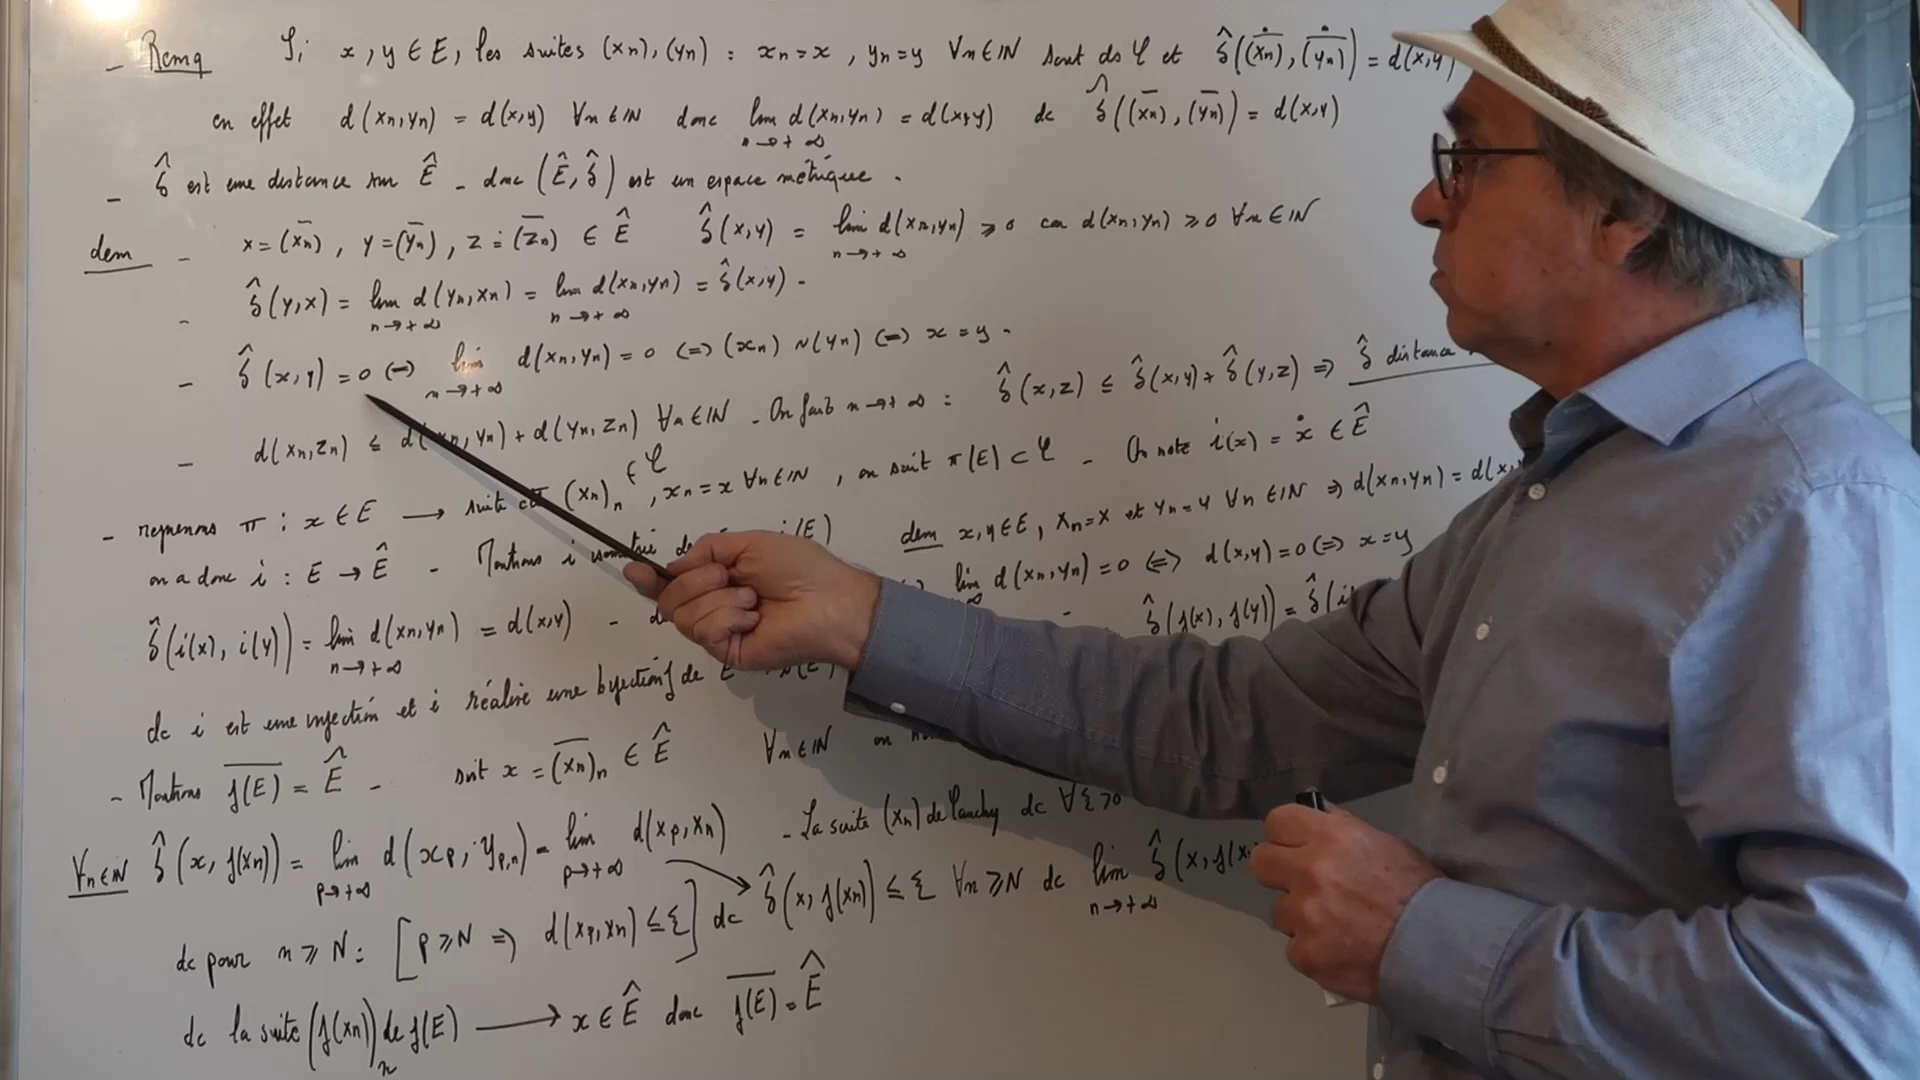 - Remq Si x, y ∈ E, les suites (xn), (yn) : xn = x, yn = y ∀n∈IN sont ds 𝒞 et δ̂((x̄n)˙, (ȳn)˙) = d(x,y)
en effet d(xn,yn) = d(x,y) ∀n∈IN donc lim n→+∞ d(xn,yn) = d(x,y) dc δ̂((x̄n), (ȳn)) = d(x,y)
- δ̂ est une distance sur Ê - donc (Ê, δ̂) est un espace métrique.
dem - x = (x̄n), y = (ȳn), z = (z̄n) ∈ Ê δ̂(x,y) = lim n→+∞ d(xn,yn) ≥ 0 car d(xn,yn) ≥ 0 ∀n∈IN
- δ̂(y,x) = lim n→+∞ d(yn,xn) = lim n→+∞ d(xn,yn) = δ̂(x,y) -
- δ̂(x,y) = 0 (=) lim n→+∞ d(xn,yn) = 0 (=> (xn) ~ (yn) (=) x = y -
- d(xn,zn) ≤ d(xn,yn) + d(yn,zn) ∀n∈IN - On fait n→+∞ : δ̂(x,z) ≤ δ̂(x,y) + δ̂(y,z) => δ̂ distance
- reprenons π : x ∈ E → suite cte (xn)n ∈ 𝒞, xn = x ∀n∈IN, on sait π(E) ⊂ 𝒞 - On note i(x) = ẋ ∈ Ê
on a donc i : E → Ê - Montrons i isométrie de i(E) dem x,y∈E, xn = x et yn = y ∀n∈IN => d(xn,yn) = d(x,
δ̂(i(x), i(y)) = lim n→+∞ d(xn,yn) = d(x,y) - lim d(xn,yn) = 0 <=> d(x,y) = 0 (=> x = y
dc i est une injection et i réalise une bijection f de E δ̂(f(x), f(y)) = δ̂(i
- Montrons f(E)‾ = Ê - soit x = (xn)‾n ∈ Ê ∀n∈IN on
∀n∈IN δ̂(x, f(xn)) = lim p→+∞ d(xp, yp,n) = lim p→+∞ d(xp,xn) - La suite (xn) de Cauchy dc ∀ε>0
dc pour n ≥ N : [p ≥ N => d(xp,xn) ≤ ε] dc δ̂(x, f(xn)) ≤ ε ∀n ≥ N dc lim n→+∞ δ̂(x, f(x
dc la suite (f(xn))n de f(E) → x ∈ Ê donc f(E)‾ = Ê